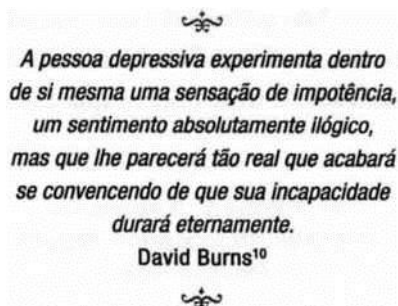 A pessoa depressiva experimenta dentro
de si mesma uma sensação de impotência,
um sentimento absolutamente ilógico,
mas que lhe parecerá tão real que acabará
se convencendo de que sua incapacidade
durará eternamente.
David Burns¹⁰